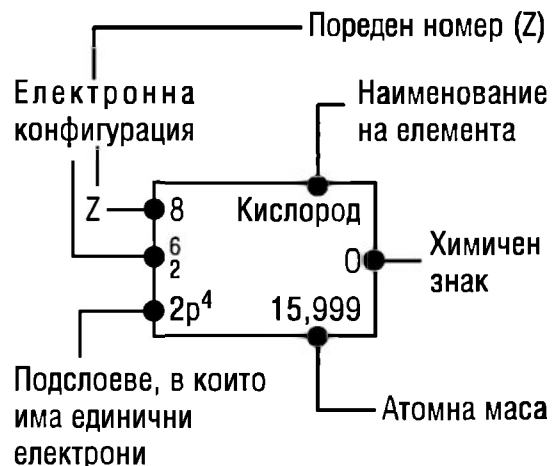 Пореден номер (Z)
Електронна
конфигурация
Наименование
на елемента
Z
8
Кислород
6
2
O
Химичен
знак
2p⁴
15,999
Подслоеве, в които
има единични
електрони
Атомна маса